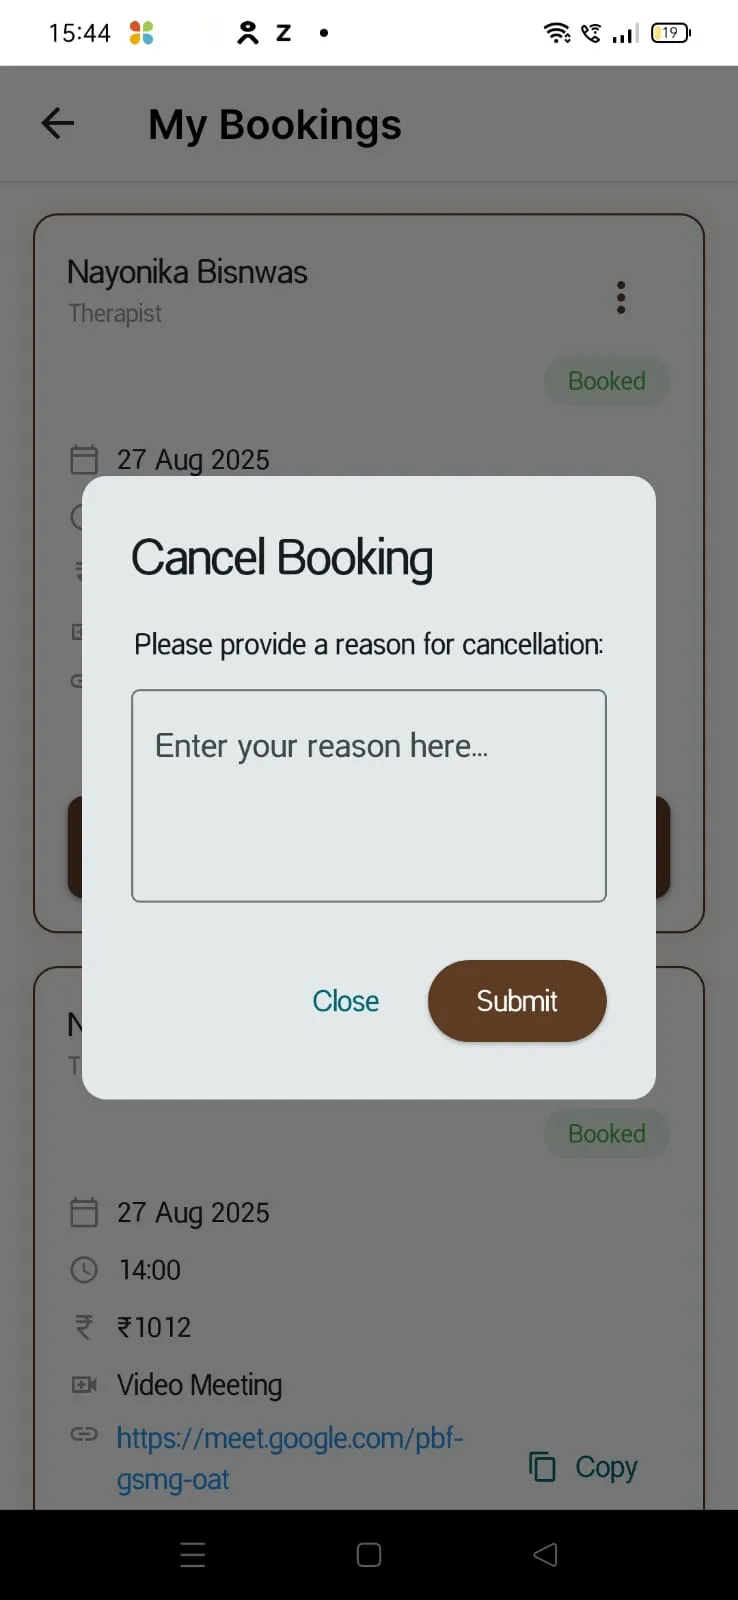 15:44
Z
19
My Bookings
Nayonika Bisnwas
Therapist
Booked
27 Aug 2025
Cancel Booking
Please provide a reason for cancellation:
Enter your reason here...
Close
Submit
N
T
Booked
27 Aug 2025
14:00
₹1012
Video Meeting
https://meet.google.com/pbf-
gsmg-oat
Copy